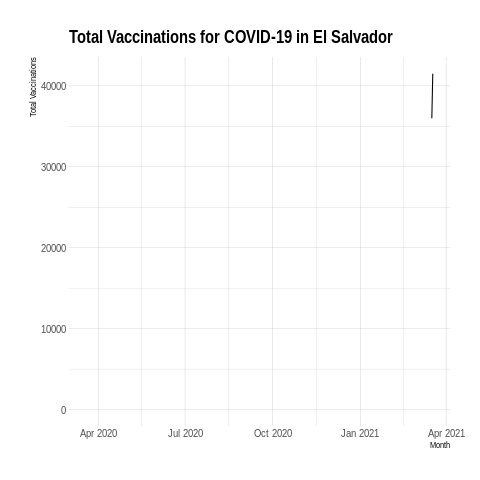 Total Vaccinations for COVID-19 in El Salvador
Total Vaccinations
40000
30000
20000
10000
0
Apr 2020 Jul 2020 Oct 2020 Jan 2021 Apr 2021
Month